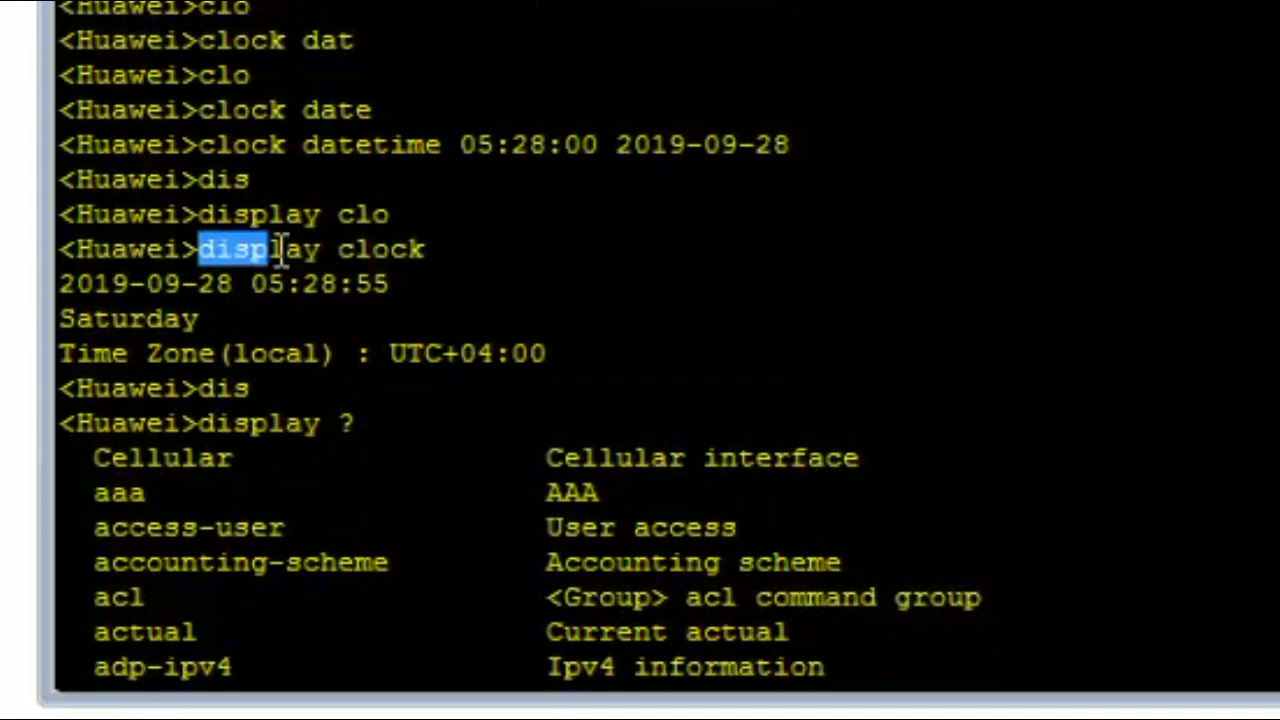 <Huawei>clo
<Huawei>clock dat
<Huawei>clo
<Huawei>clock date
<Huawei>clock datetime 05:28:00 2019-09-28
<Huawei>dis
<Huawei>display clo
<Huawei>display clock
2019-09-28 05:28:55
Saturday
Time Zone(local) : UTC+04:00
<Huawei>dis
<Huawei>display ?
Cellular Cellular interface
aaa AAA
access-user User access
accounting-scheme Accounting scheme
acl <Group> acl command group
actual Current actual
adp-ipv4 Ipv4 information